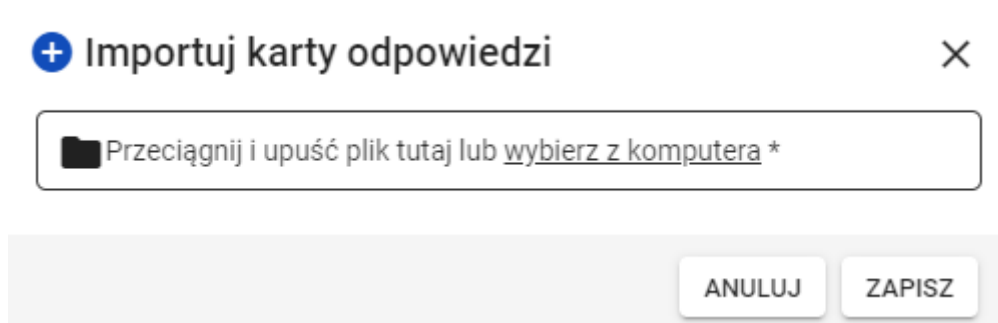 Importuj karty odpowiedzi
Przeciągnij i upuść plik tutaj lub wybierz z komputera *
ANULUJ ZAPISZ